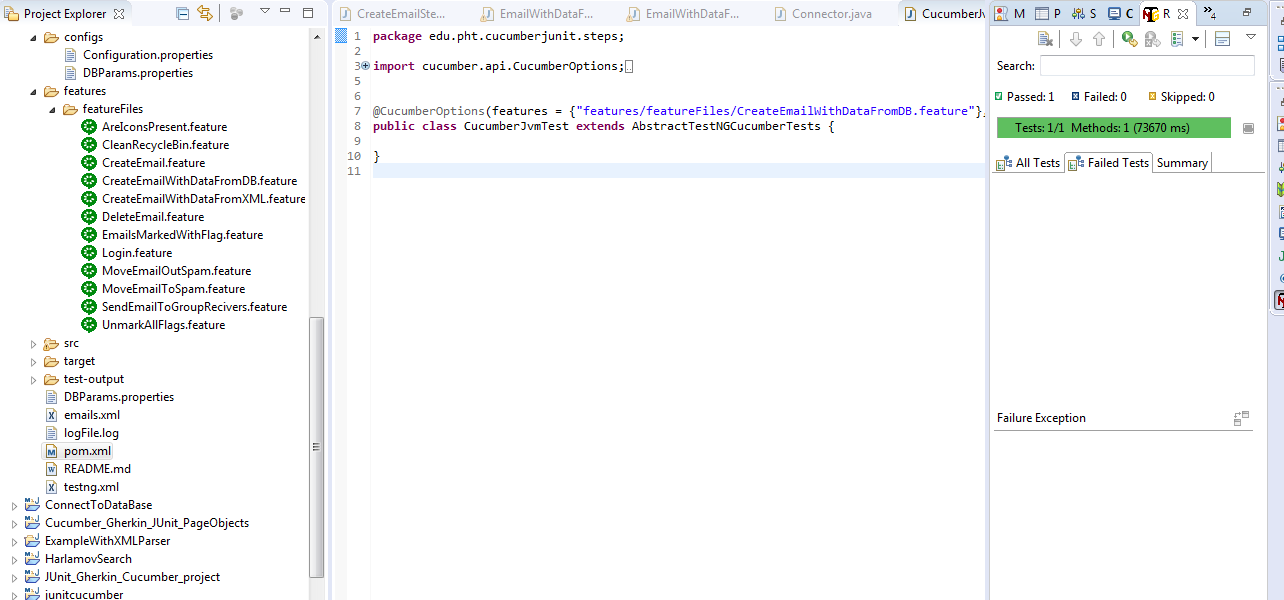 Project Explorer
configs
Configuration.properties
DBParams.properties
features
featureFiles
AreIconsPresent.feature
CleanRecycleBin.feature
CreateEmail.feature
CreateEmailWithDataFromDB.feature
CreateEmailWithDataFromXML.feature
DeleteEmail.feature
EmailsMarkedWithFlag.feature
Login.feature
MoveEmailOutSpam.feature
MoveEmailToSpam.feature
SendEmailToGroupRecivers.feature
UnmarkAllFlags.feature
src
target
test-output
DBParams.properties
emails.xml
logFile.log
pom.xml
README.md
testng.xml
ConnectToDataBase
Cucumber_Gherkin_JUnit_PageObjects
ExampleWithXMLParser
HarlamovSearch
JUnit_Gherkin_Cucumber_project
junitcucumber
CreateEmailSte... EmailWithDataF... EmailWithDataF... Connector.java CucumberJv
1 package edu.pht.cucumberjunit.steps;
2
3 import cucumber.api.CucumberOptions;
5
6
7 @CucumberOptions(features = {"features/featureFiles/CreateEmailWithDataFromDB.feature"},
8 public class CucumberJvmTest extends AbstractTestNGCucumberTests {
9
10 }
11
M P S C R 4
Search:
Passed: 1 Failed: 0 Skipped: 0
Tests: 1/1 Methods: 1 (73670 ms)
All Tests Failed Tests Summary
Failure Exception